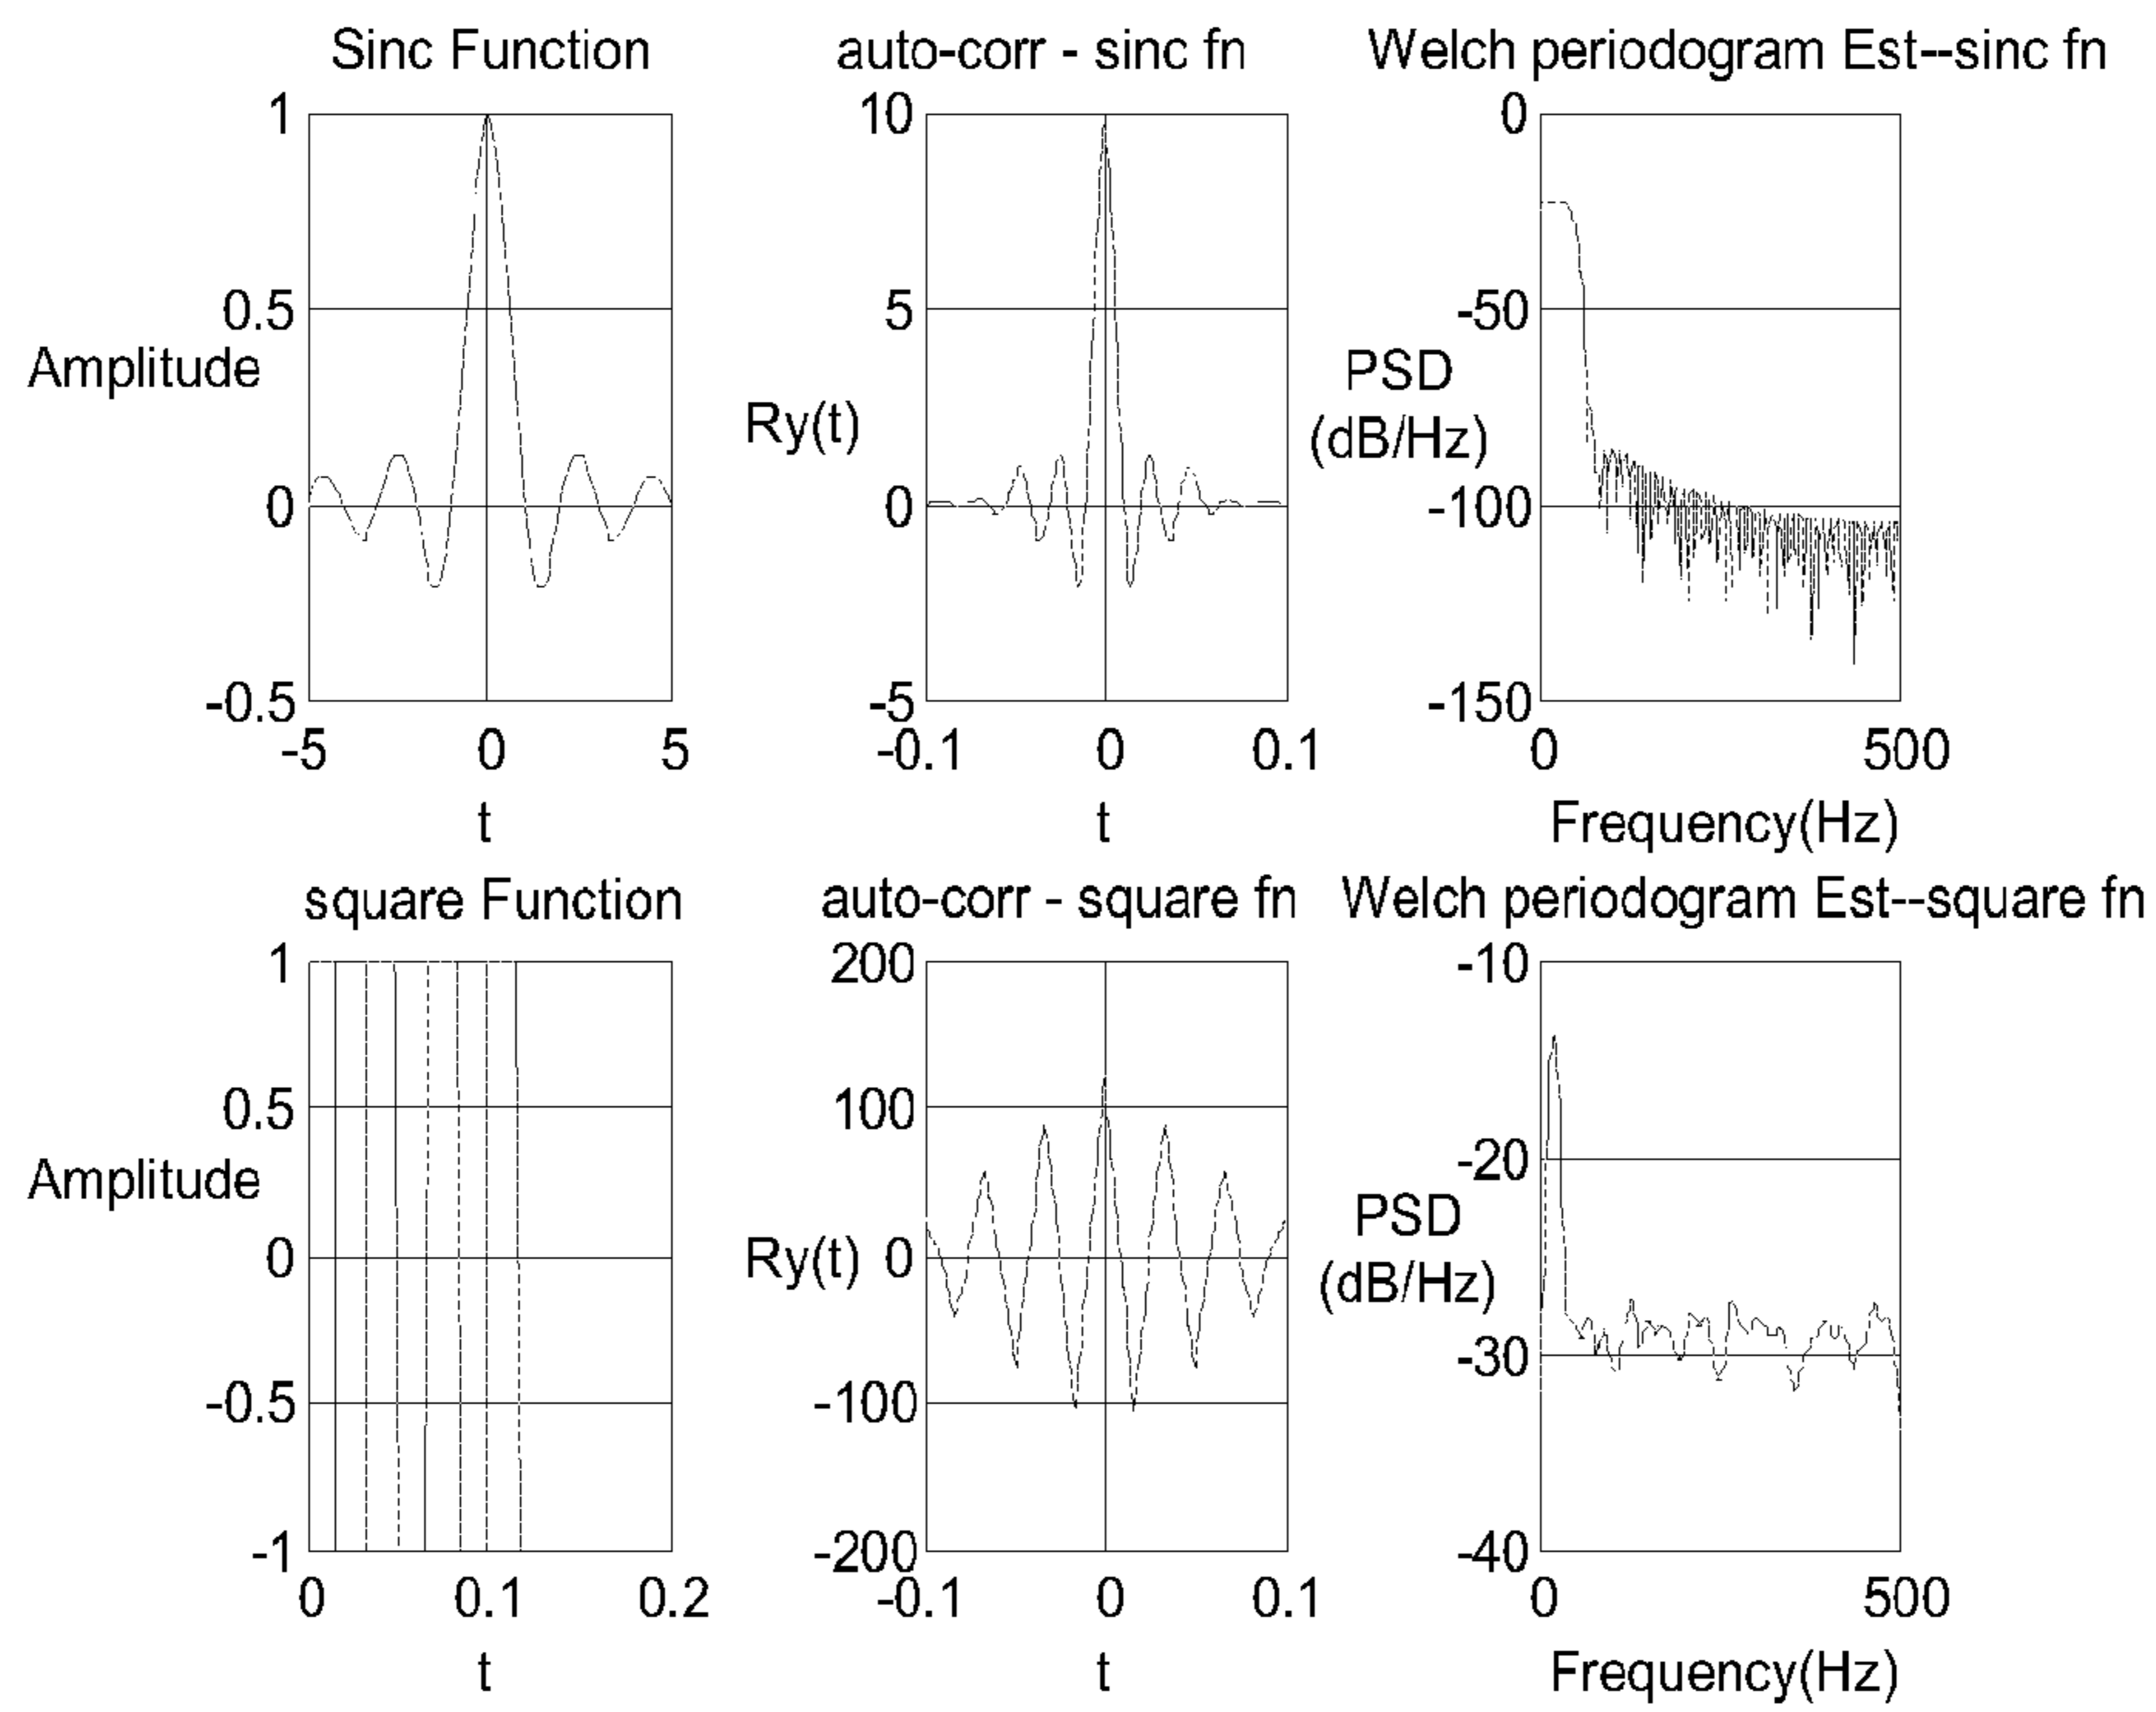 Sinc Function
auto-corr - sinc fn
Welch periodogram Est--sinc fn
1
0.5
Amplitude
0
-0.5
-5 0 5
t
10
5
Ry(t)
0
-5
-0.1 0 0.1
t
0
-50
PSD
(dB/Hz)
-100
-150
0 500
Frequency(Hz)
square Function
auto-corr - square fn
Welch periodogram Est--square fn
1
0.5
Amplitude
0
-0.5
-1
0 0.1 0.2
t
200
100
Ry(t) 0
-100
-200
-0.1 0 0.1
t
-10
-20
PSD
(dB/Hz)
-30
-40
0 500
Frequency(Hz)